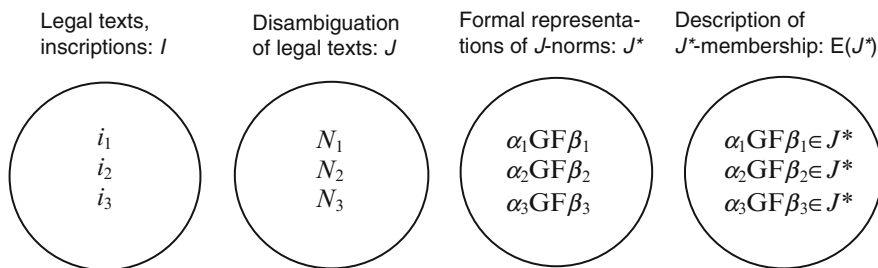 Legal texts,
inscriptions: I
Disambiguation
of legal texts: J
Formal representa-
tions of J-norms: J*
Description of
J*-membership: E(J*)
i₁
i₂
i₃
N₁
N₂
N₃
α₁GFβ₁
α₂GFβ₂
α₃GFβ₃
α₁GFβ₁∈J*
α₂GFβ₂∈J*
α₃GFβ₃∈J*